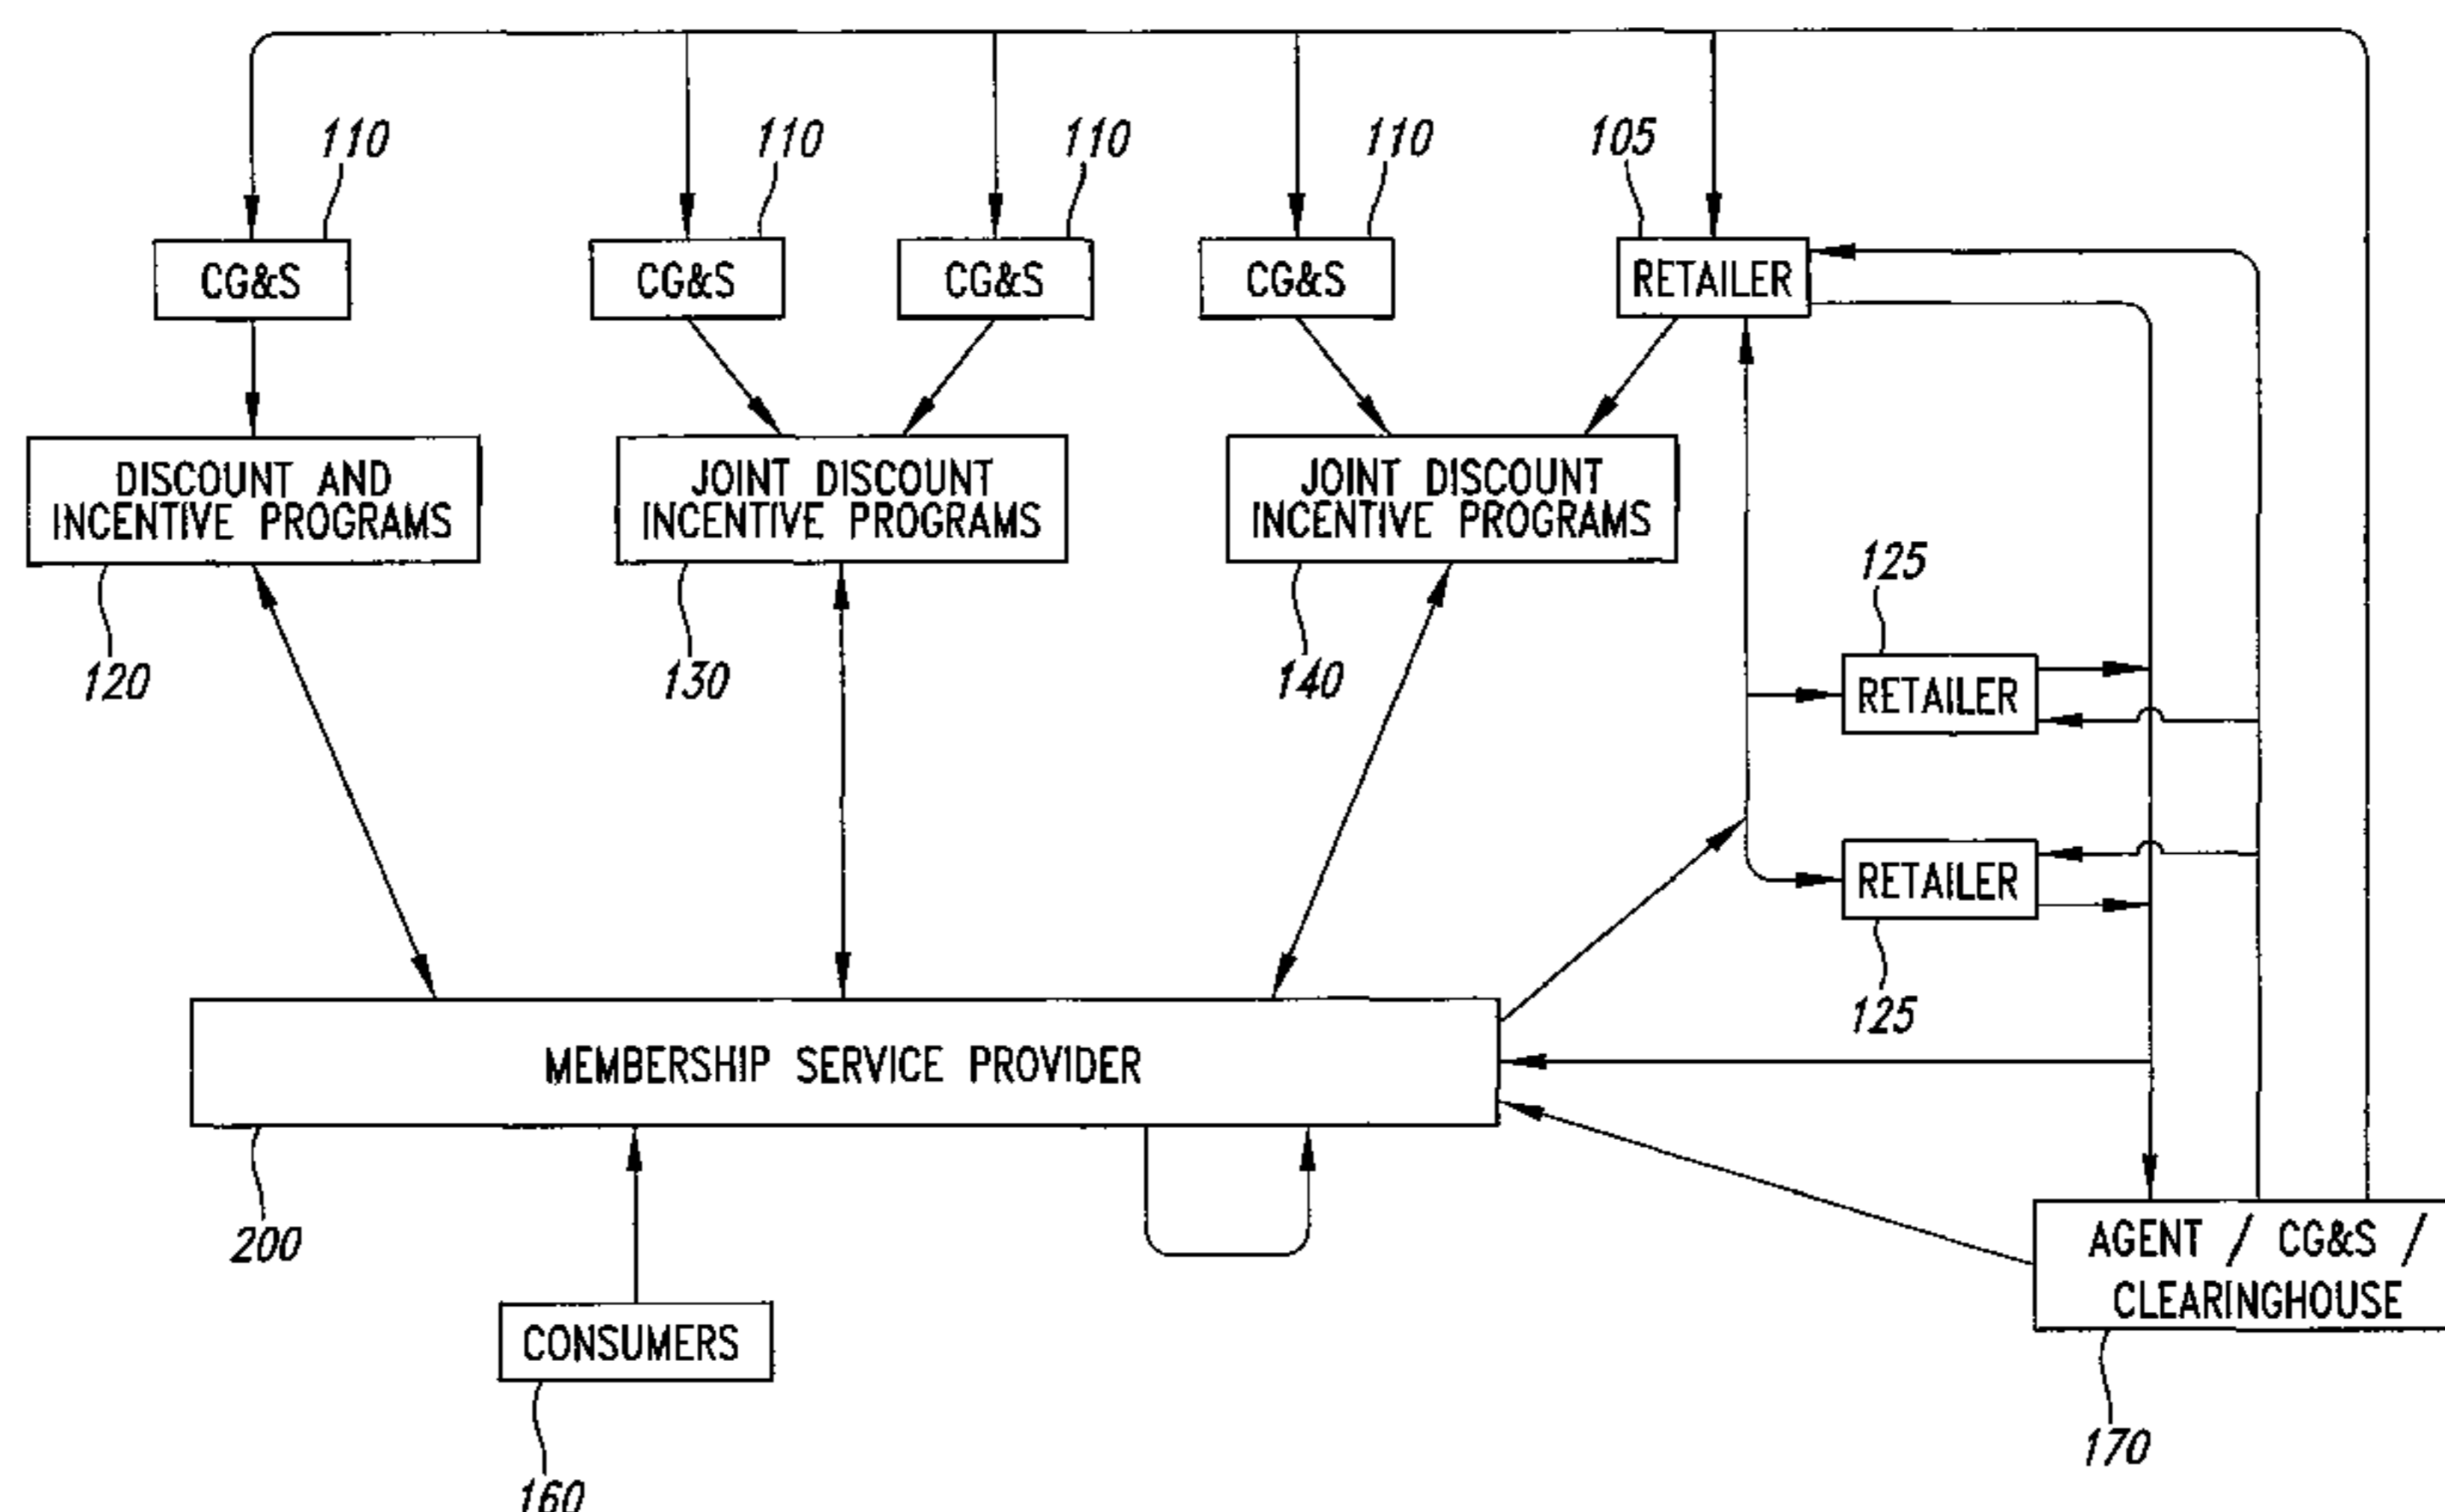 110
110
110
110
105
CG&S
CG&S
CG&S
CG&S
RETAILER
DISCOUNT AND
INCENTIVE PROGRAMS
JOINT DISCOUNT
INCENTIVE PROGRAMS
JOINT DISCOUNT
INCENTIVE PROGRAMS
125
120
130
140
RETAILER
RETAILER
125
MEMBERSHIP SERVICE PROVIDER
200
AGENT / CG&S /
CLEARINGHOUSE
CONSUMERS
170
160